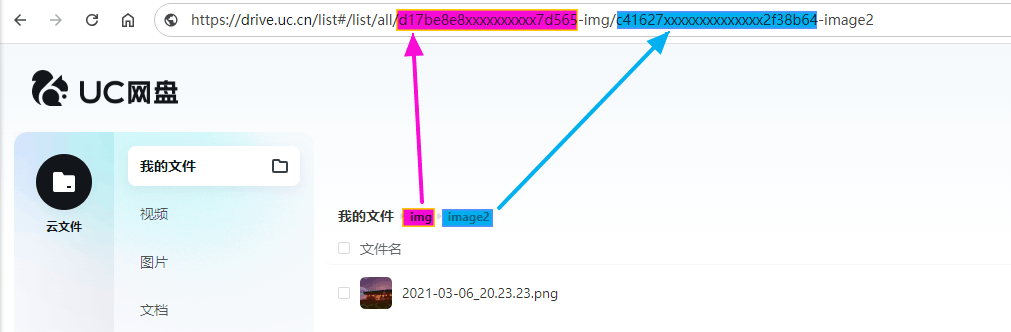 https://drive.uc.cn/list#/list/all/d17be8e8xxxxxxxxxx7d565-img/c41627xxxxxxxxxxxxxx2f38b64-image2
UC网盘
我的文件
视频
图片
文档
云文件
我的文件 img image2
文件名
2021-03-06_20.23.23.png